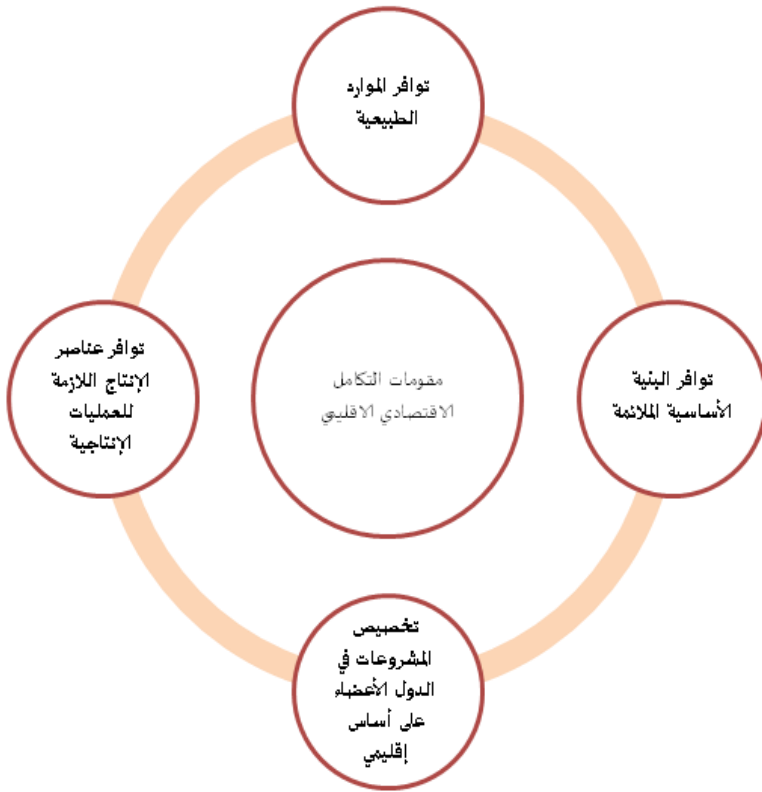 توافر الموارد
الطبيعية
توافر البنية
الأساسية الملائمة
تخصيص
المشروعات في
الدول الأعضاء
على أساس
إقليمي
توافر عناصر
الإنتاج اللازمة
للعمليات
الإنتاجية
مقومات التكامل
الاقتصادي الاقليمي